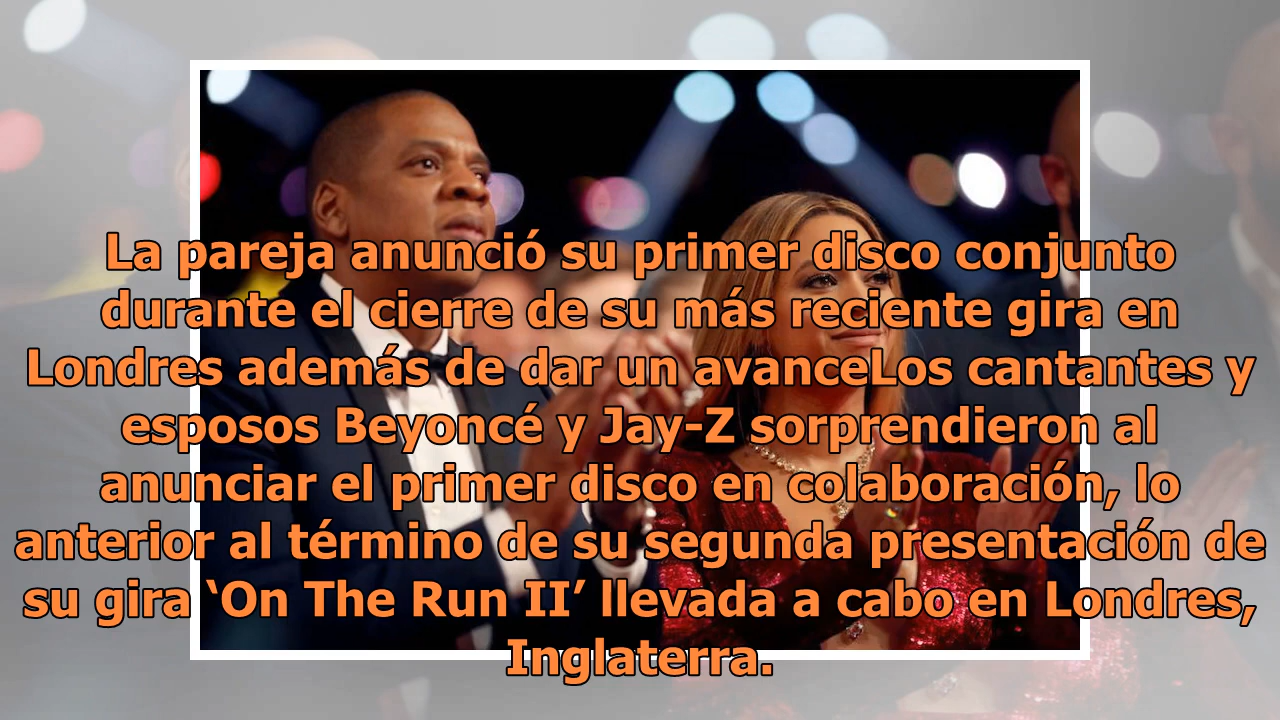 La pareja anunció su primer disco conjunto
durante el cierre de su más reciente gira en
Londres además de dar un avanceLos cantantes y
esposos Beyoncé y Jay-Z sorprendieron al
anunciar el primer disco en colaboración, lo
anterior al término de su segunda presentación de
su gira ‘On The Run II’ llevada a cabo en Londres,
Inglaterra.